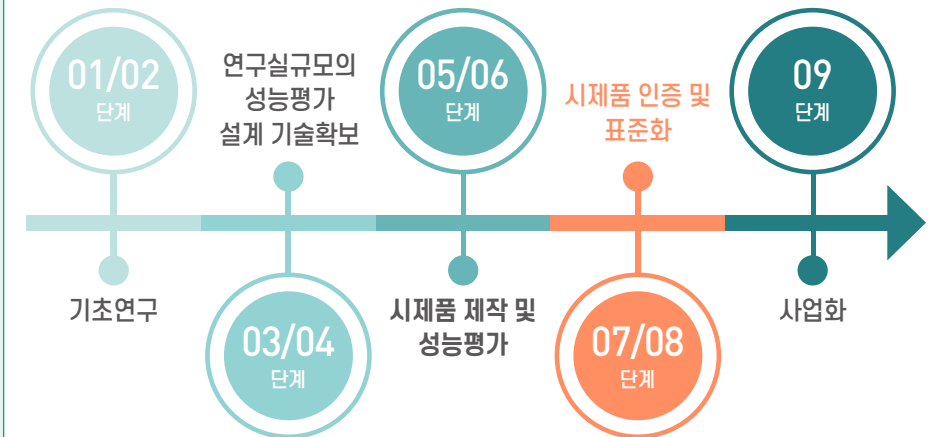 01/02
단계
기초연구
연구실규모의
성능평가
설계 기술확보
03/04
단계
05/06
단계
시제품 제작 및
성능평가
시제품 인증 및
표준화
07/08
단계
09
단계
사업화